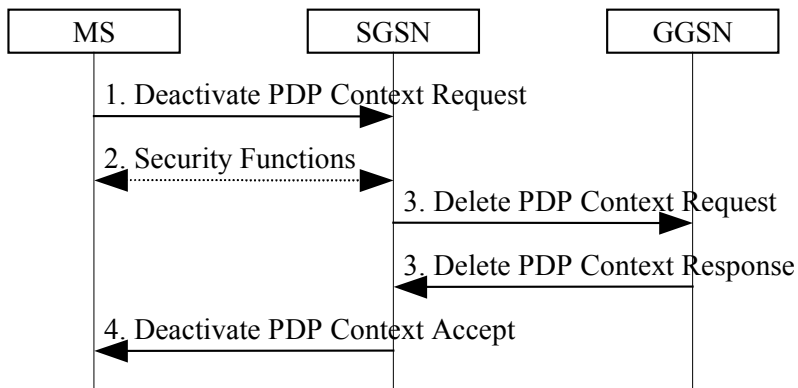 MS
SGSN
GGSN
1. Deactivate PDP Context Request
2. Security Functions
3. Delete PDP Context Request
3. Delete PDP Context Response
4. Deactivate PDP Context Accept